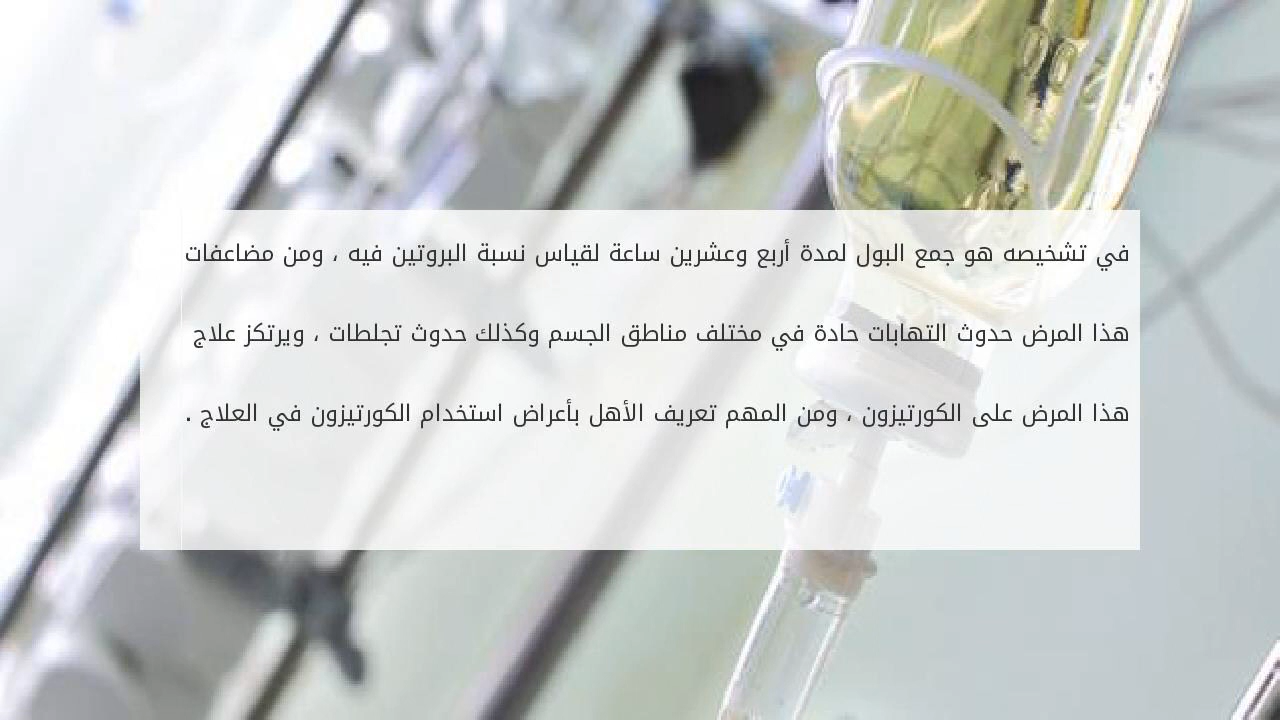 في تشخيصه هو جمع البول لمدة أربع وعشرين ساعة لقياس نسبة البروتين فيه ، ومن مضاعفات
هذا المرض حدوث التهابات حادة في مختلف مناطق الجسم وكذلك حدوث تجلطات ، ويرتكز علاج
هذا المرض على الكورتيزون ، ومن المهم تعريف الأهل بأعراض استخدام الكورتيزون في العلاج .